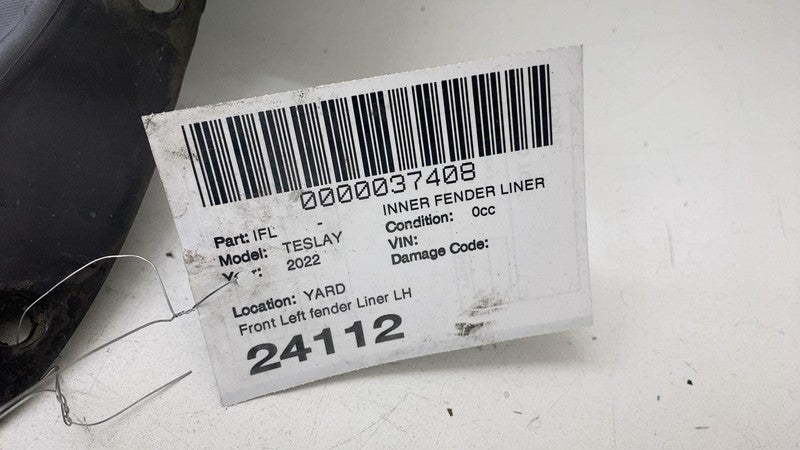 0000037408
Part: IFL - INNER FENDER LINER
Model: TESLAY Condition: 0cc
2022 VIN:
Damage Code:
Location: YARD
Front Left fender Liner LH
24112